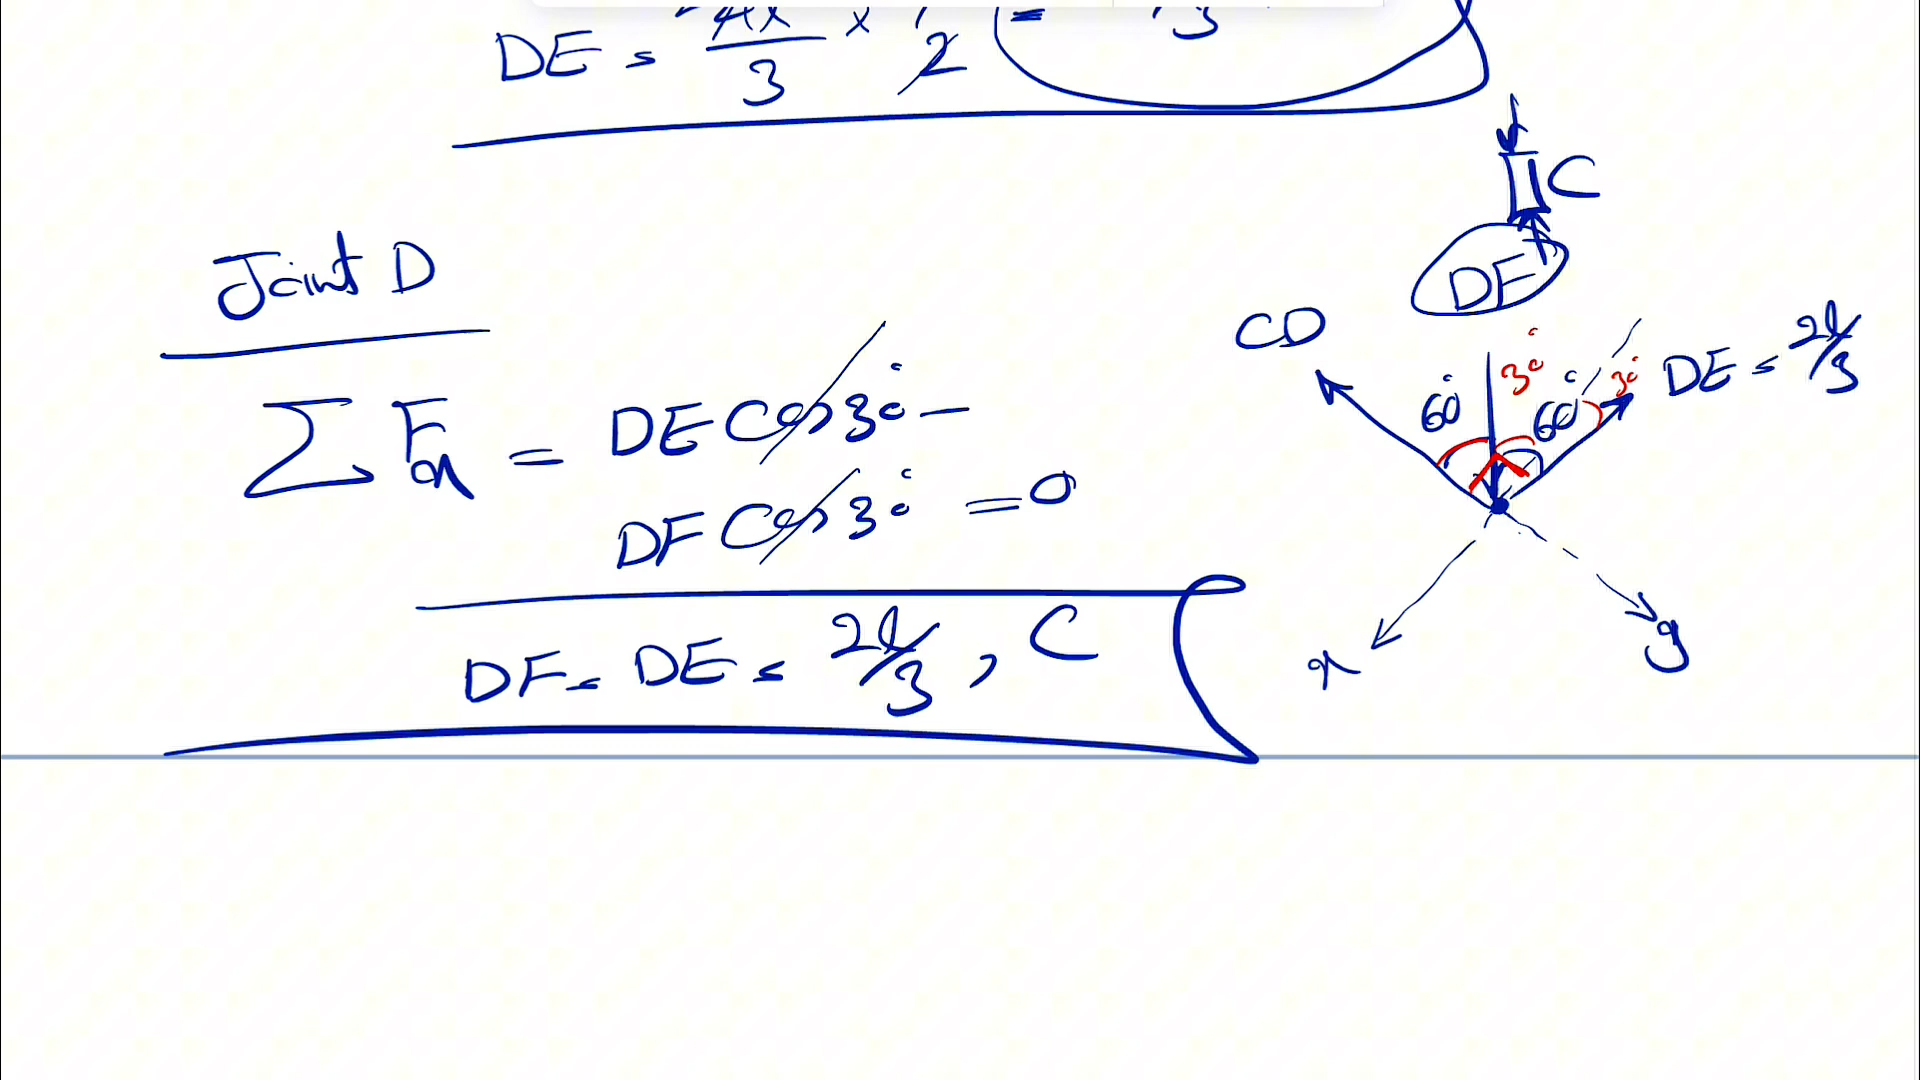 DE = 4x/3 × 1/2 =
Joint D
∑ Fx = DE Cos 30° −
DF Cos 30° = 0
DF = DE = 2l/3 , C
C
DF
CD
60° 30° 60° 30°
DE = 2l/3
x
y